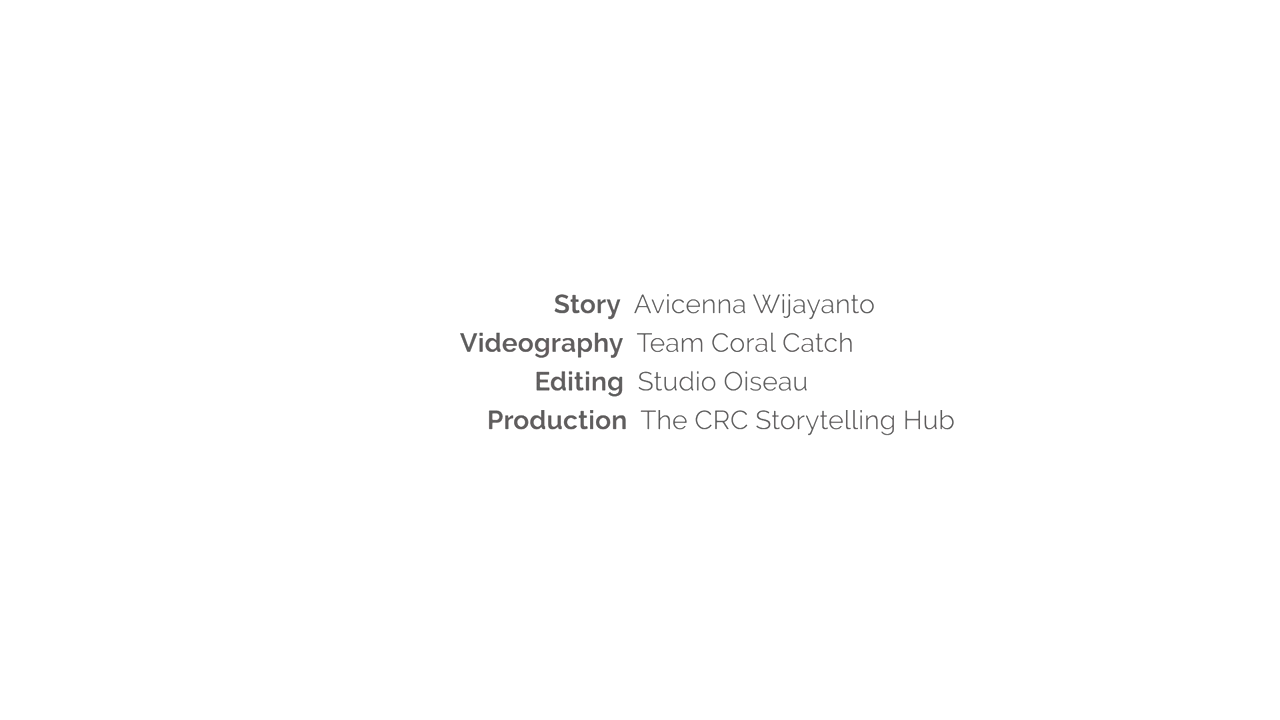 Story Avicenna Wijayanto
Videography Team Coral Catch
Editing Studio Oiseau
Production The CRC Storytelling Hub